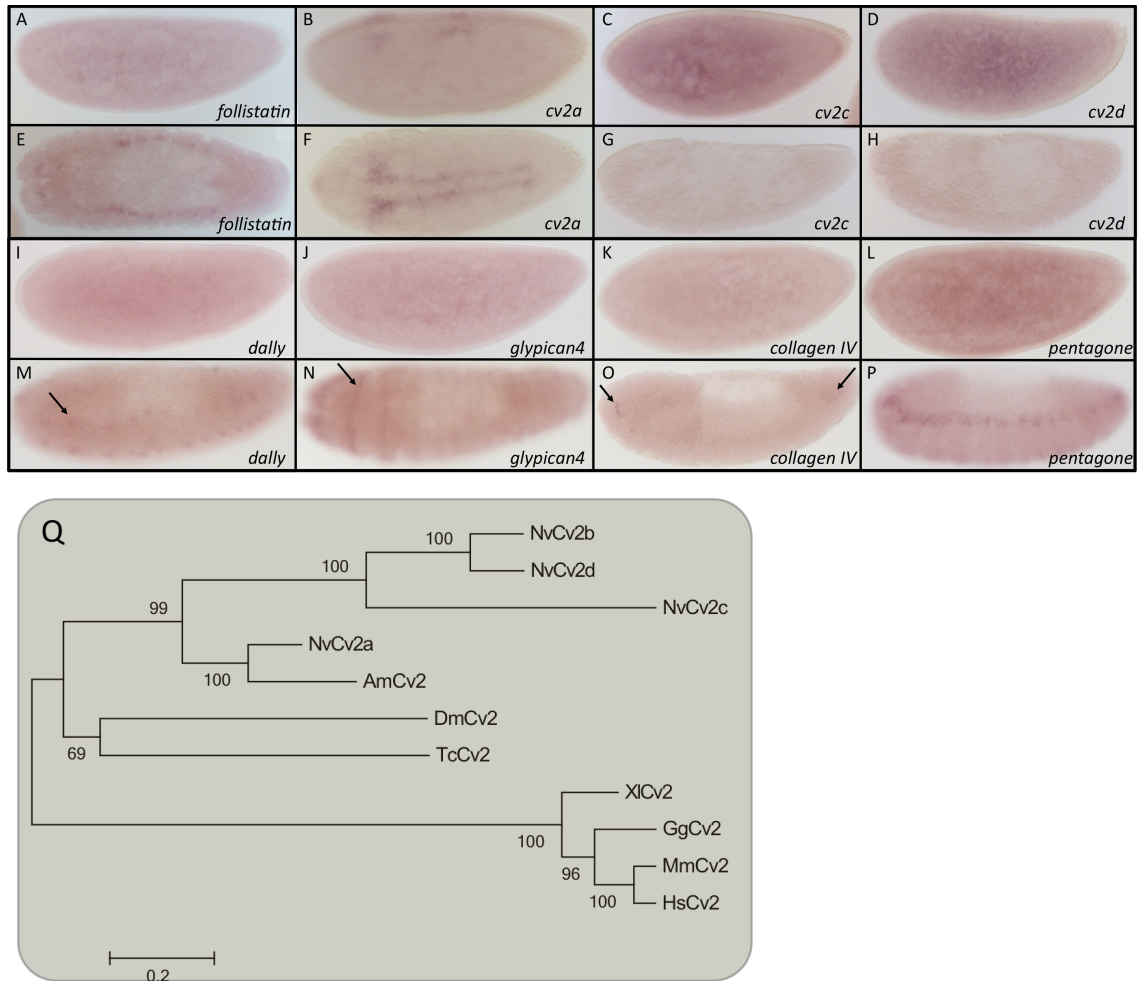 A
follistatin
B
cv2a
C
cv2c
D
cv2d
E
follistatin
F
cv2a
G
cv2c
H
cv2d
I
dally
J
glypican4
K
collagen IV
L
pentagone
M
dally
N
glypican4
O
collagen IV
P
pentagone
Q
100 NvCv2b
100 NvCv2d
NvCv2c
99
NvCv2a
100 AmCv2
DmCv2
69 TcCv2
XlCv2
100 GgCv2
96 MmCv2
100 HsCv2
0.2